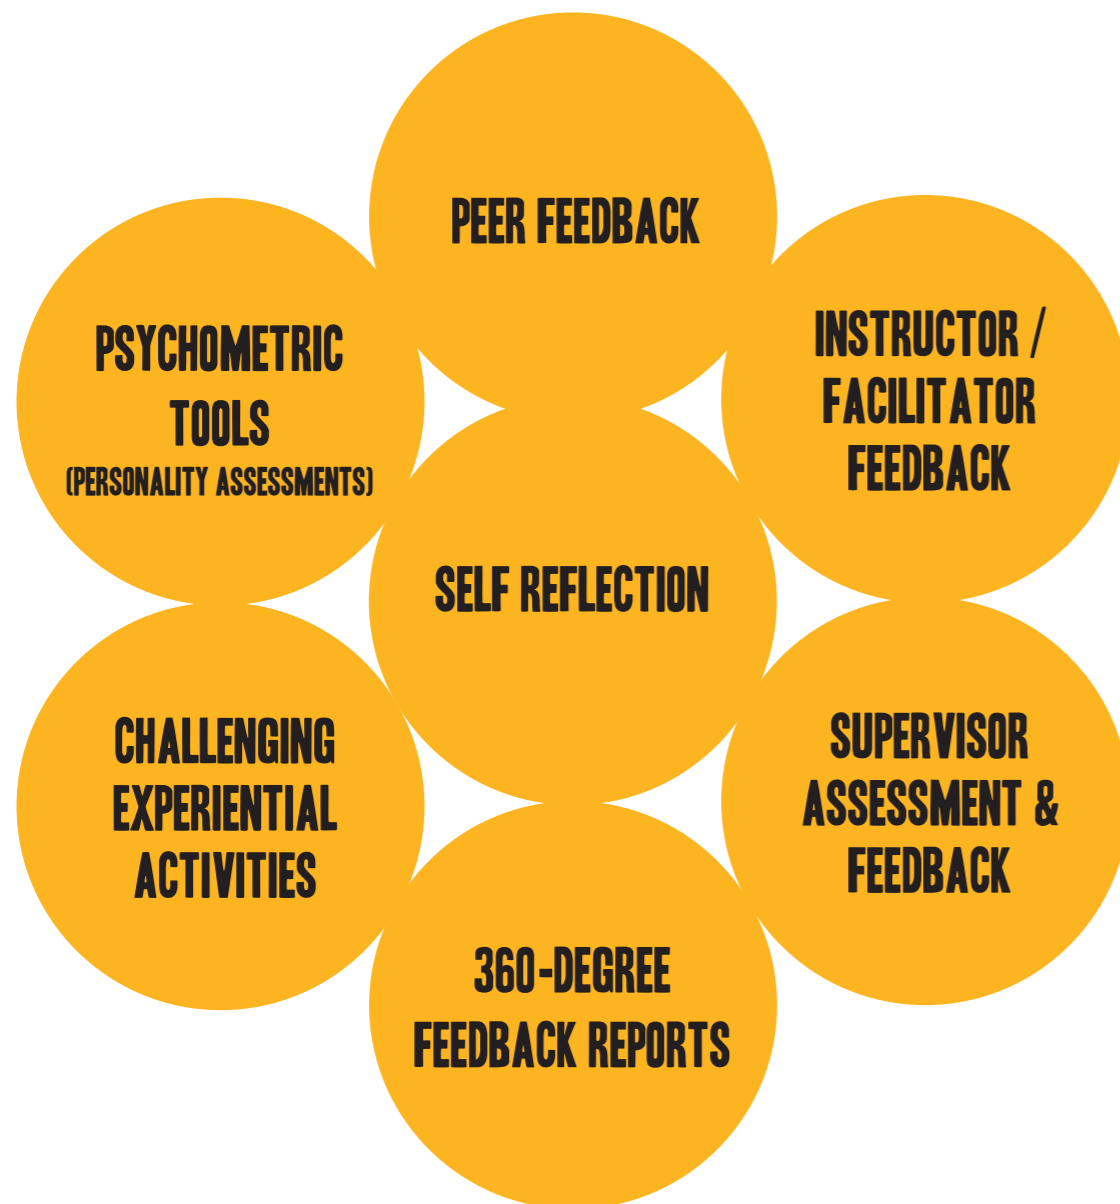 PEER FEEDBACK
PSYCHOMETRIC
TOOLS
(PERSONALITY ASSESSMENTS)
INSTRUCTOR /
FACILITATOR
FEEDBACK
SELF REFLECTION
CHALLENGING
EXPERIENTIAL
ACTIVITIES
SUPERVISOR
ASSESSMENT &
FEEDBACK
360-DEGREE
FEEDBACK REPORTS